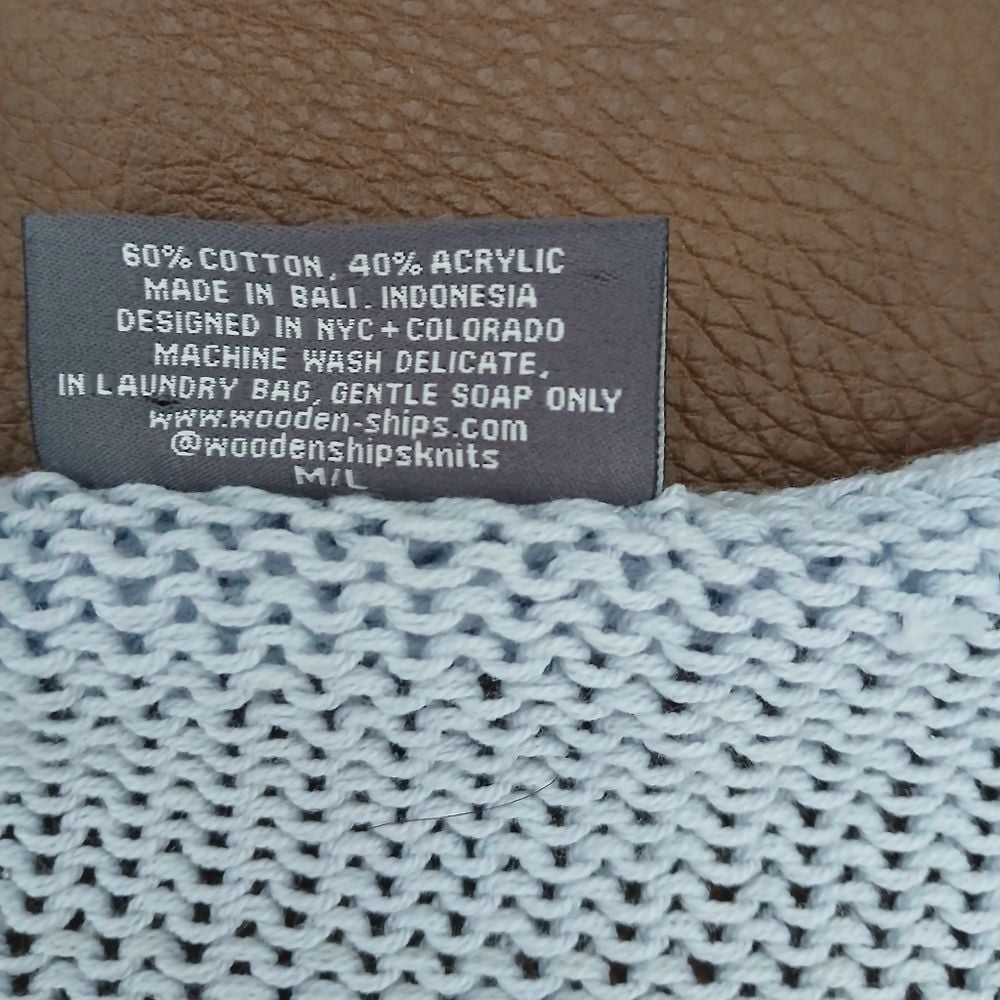 60% COTTON, 40% ACRYLIC
MADE IN BALI. INDONESIA
DESIGNED IN NYC + COLORADO
MACHINE WASH DELICATE,
IN LAUNDRY BAG, GENTLE SOAP ONLY
www.wooden-ships.com
@woodenshipsknits
M/L